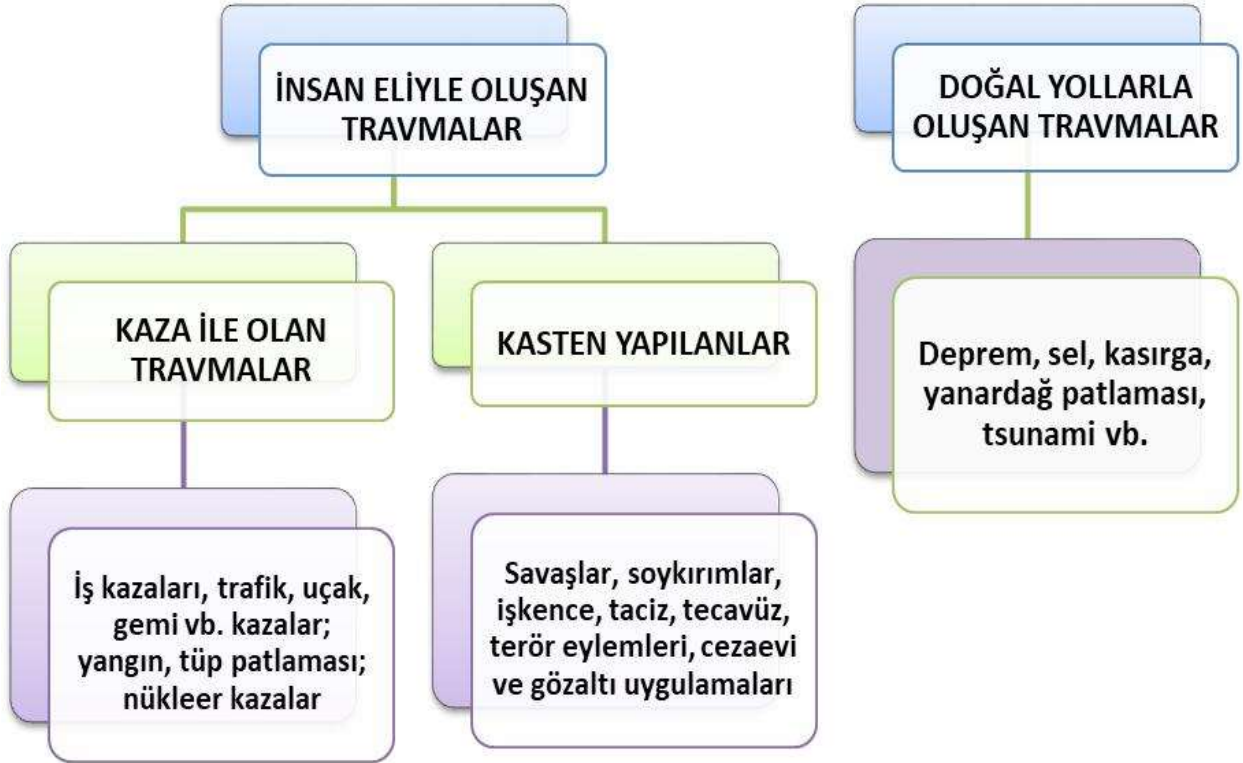 İNSAN ELİYLE OLUŞAN
TRAVMALAR
DOĞAL YOLLARLA
OLUŞAN TRAVMALAR
KAZA İLE OLAN
TRAVMALAR
KASTEN YAPILANLAR
Deprem, sel, kasırga,
yanardağ patlaması,
tsunami vb.
İş kazaları, trafik, uçak,
gemi vb. kazalar;
yangın, tüp patlaması;
nükleer kazalar
Savaşlar, soykırımlar,
işkence, taciz, tecavüz,
terör eylemleri, cezaevi
ve gözaltı uygulamaları